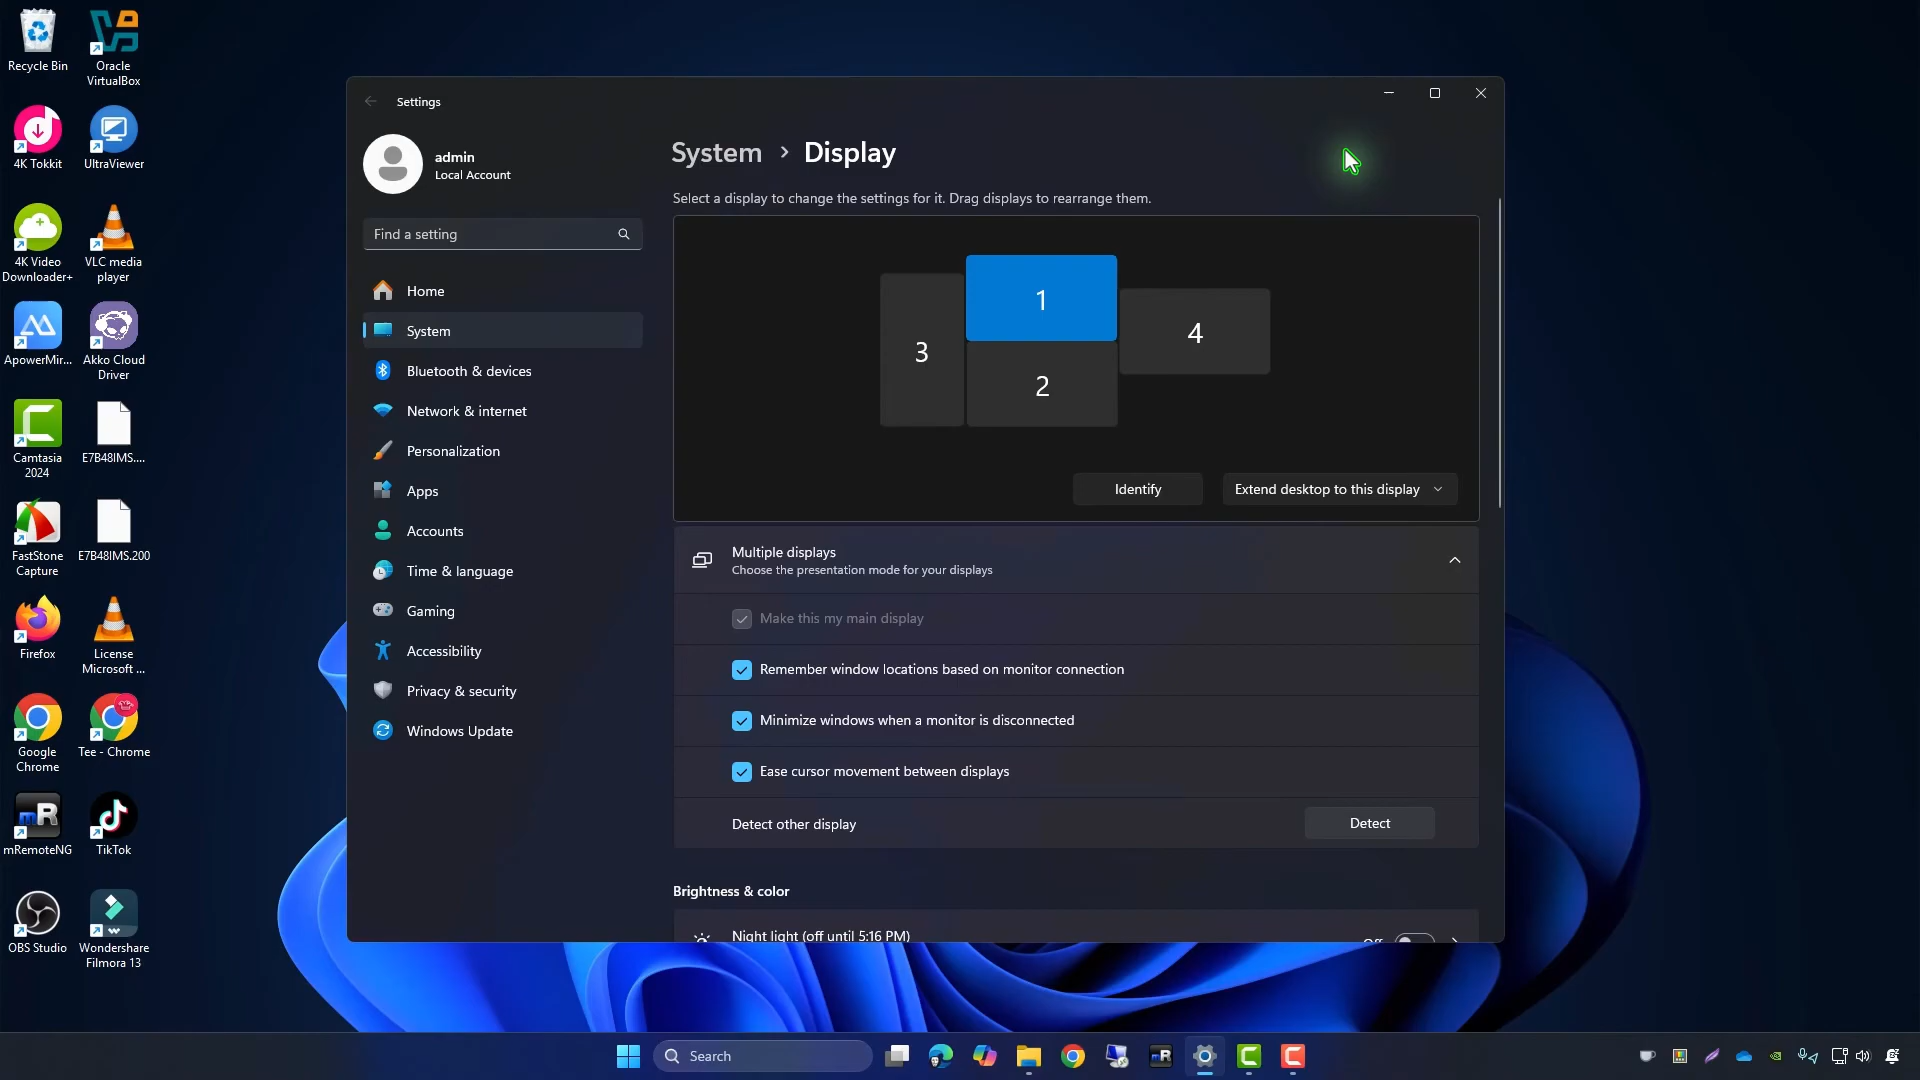 Recycle Bin
Oracle
VirtualBox
4K Tokkit
UltraViewer
4K Video
Downloader+
VLC media
player
ApowerMir...
Akko Cloud
Driver
Camtasia
2024
E7B48IMS....
FastStone
Capture
E7B48IMS.200
Firefox
License
Microsoft ...
Google
Chrome
Tee - Chrome
mR
mRemoteNG
TikTok
OBS Studio
Wondershare
Filmora 13
Settings
admin
Local Account
Find a setting
Home
System
Bluetooth & devices
Network & internet
Personalization
Apps
Accounts
Time & language
Gaming
Accessibility
Privacy & security
Windows Update
System > Display
Select a display to change the settings for it. Drag displays to rearrange them.
1
3
4
2
Identify
Extend desktop to this display
Multiple displays
Choose the presentation mode for your displays
Make this my main display
Remember window locations based on monitor connection
Minimize windows when a monitor is disconnected
Ease cursor movement between displays
Detect other display
Detect
Brightness & color
Night light (off until 5:16 PM)
Off
Search
mR